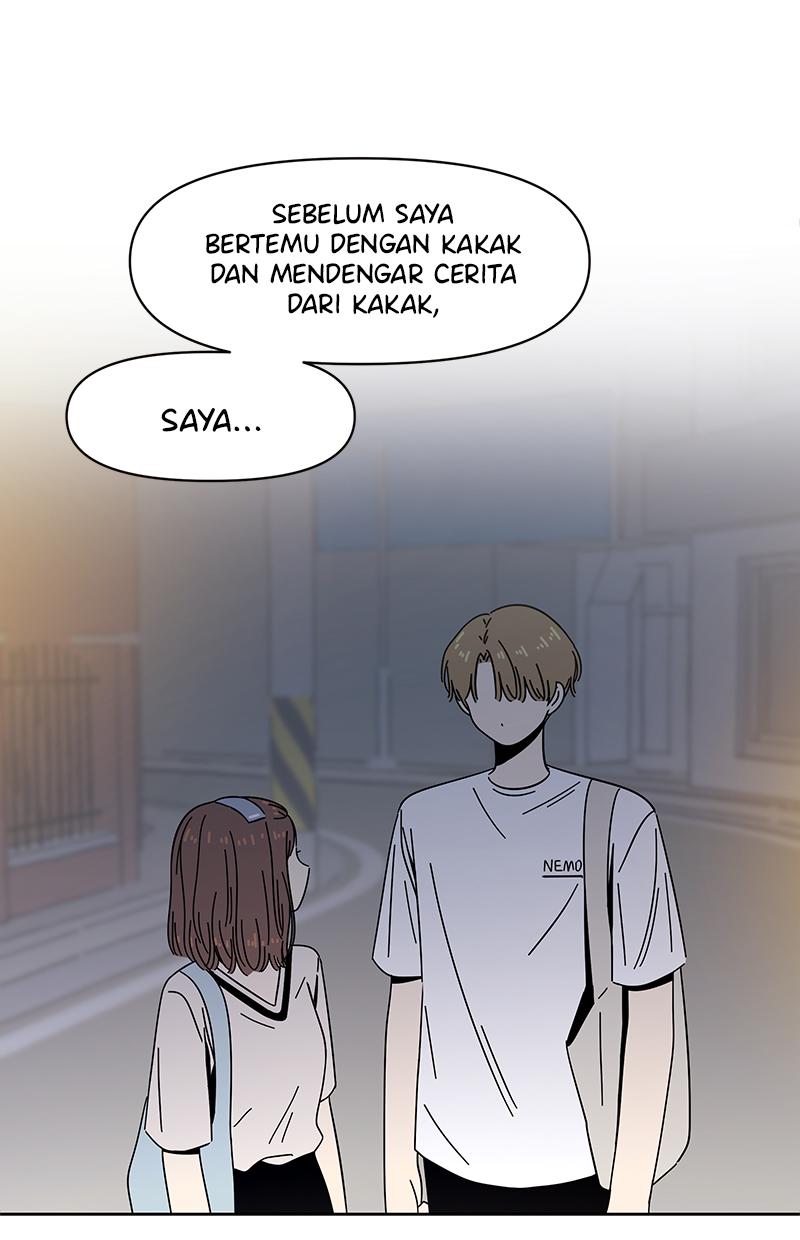 SEBELUM SAYA
BERTEMU DENGAN KAKAK
DAN MENDENGAR CERITA
DARI KAKAK,
SAYA...
NEMO